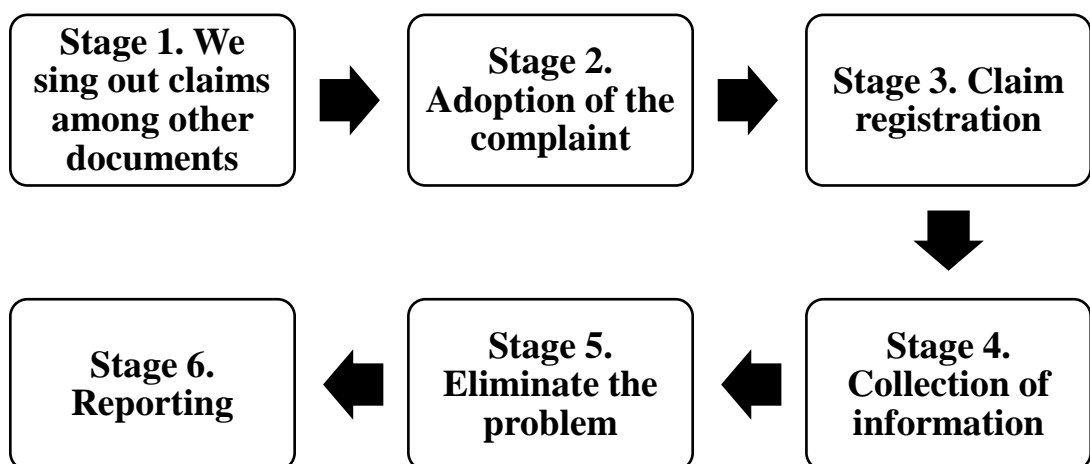 Stage 1. We
sing out claims
among other
documents
Stage 2.
Adoption of the
complaint
Stage 3. Claim
registration
Stage 4.
Collection of
information
Stage 5.
Eliminate the
problem
Stage 6.
Reporting